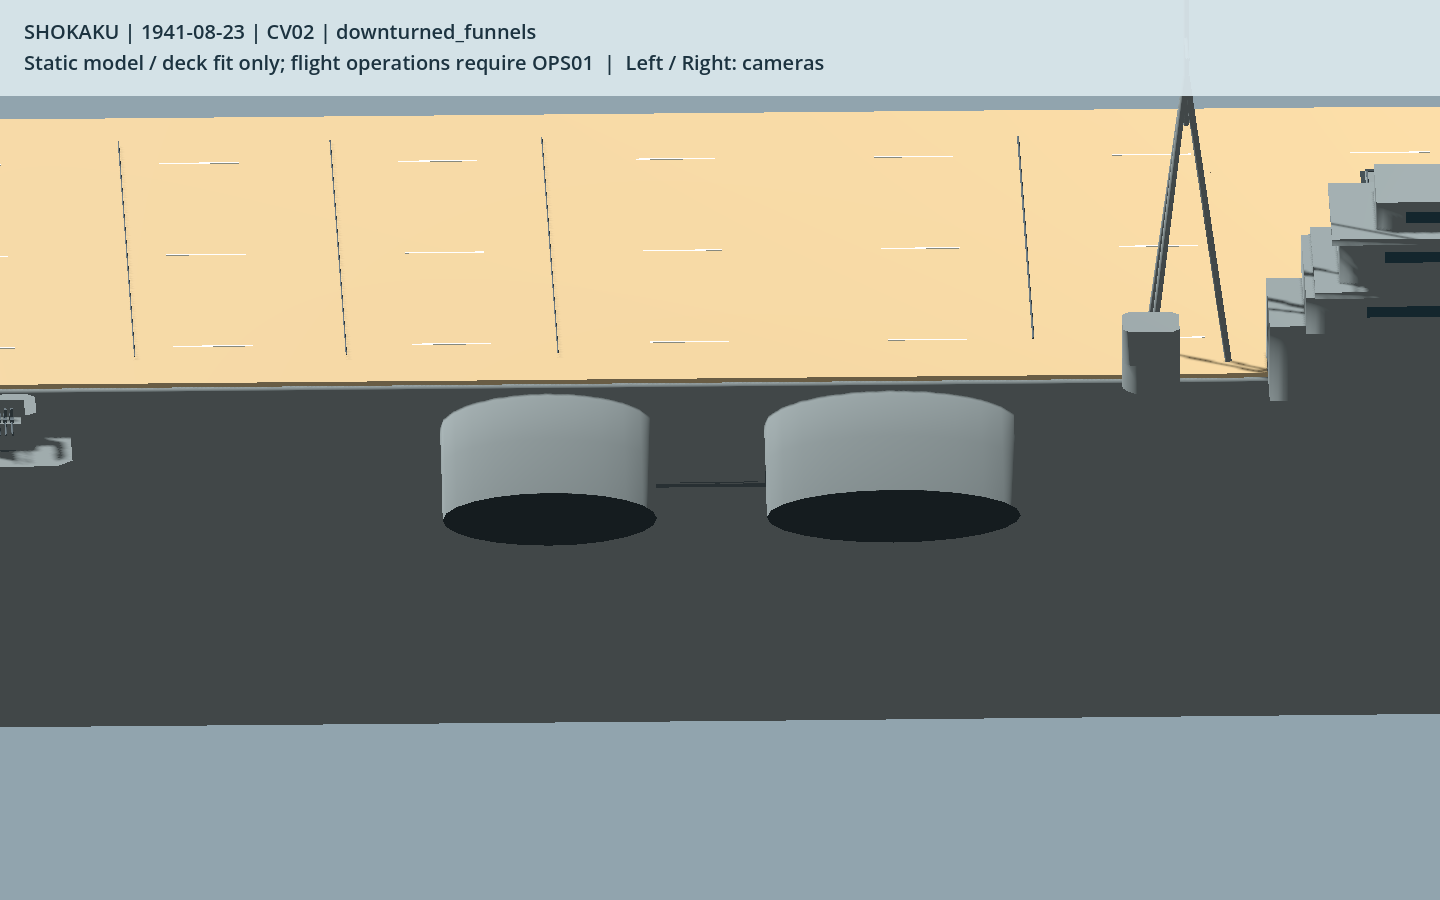 SHOKAKU | 1941-08-23 | CV02 | downturned_funnels
Static model / deck fit only; flight operations require OPS01 | Left / Right: cameras